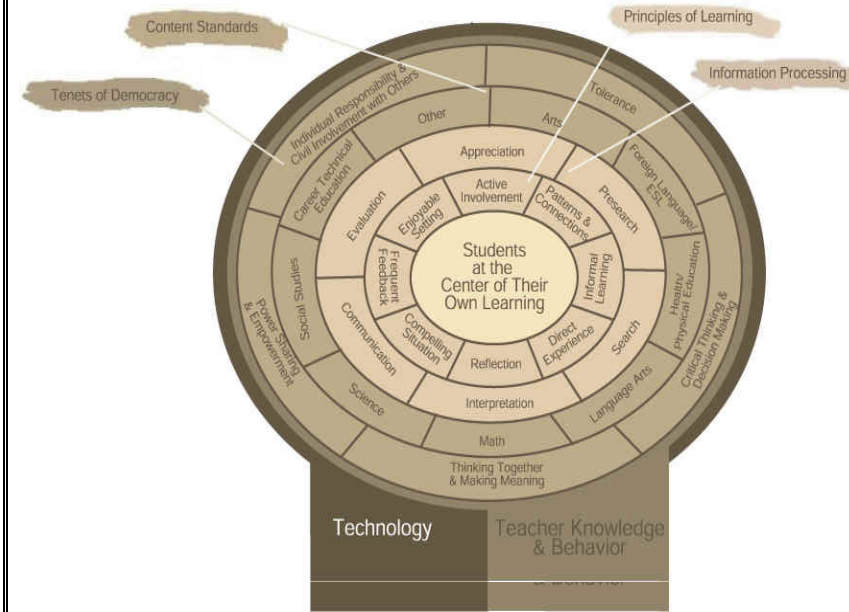 Principles of Learning
Content Standards
Information Processing
Tenets of Democracy
Individual Responsibility &
Civil Involvement with Others
Tolerance
Critical Thinking &
Decision Making
Thinking Together
& Making Meaning
Power Sharing
& Empowerment
Other
Arts
Foreign Language/
ESL
Health/
Physical Education
Language Arts
Math
Science
Social Studies
Career Technical
Education
Appreciation
Presearch
Search
Interpretation
Communication
Evaluation
Active
Involvement
Patterns &
Connections
Informal
Learning
Direct
Experience
Reflection
Compelling
Situation
Frequent
Feedback
Enjoyable
Setting
Students
at the
Center of Their
Own Learning
Technology
Teacher Knowledge
& Behavior
& Behavior